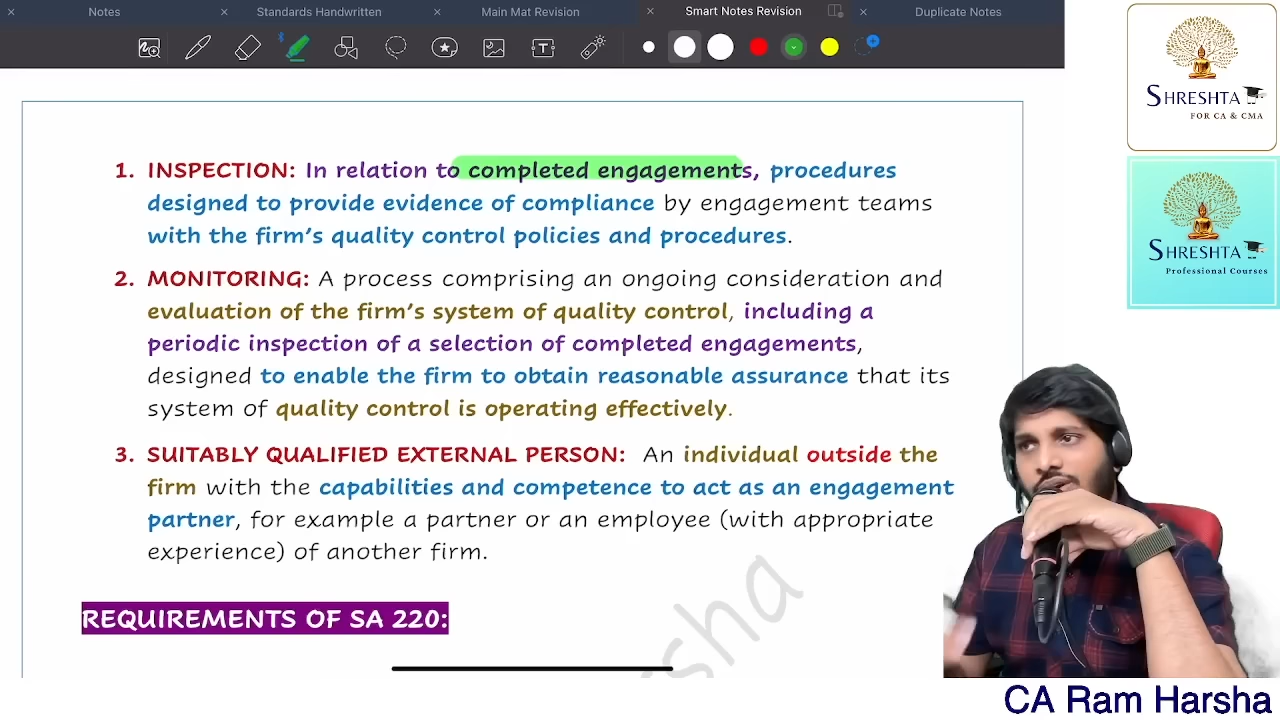 Notes
Standards Handwritten
Main Mat Revision
Smart Notes Revision
Duplicate Notes
SHRESHTA
FOR CA & CMA
SHRESHTA
Professional Courses
1. INSPECTION: In relation to completed engagements, procedures
designed to provide evidence of compliance by engagement teams
with the firm's quality control policies and procedures.
2. MONITORING: A process comprising an ongoing consideration and
evaluation of the firm's system of quality control, including a
periodic inspection of a selection of completed engagements,
designed to enable the firm to obtain reasonable assurance that its
system of quality control is operating effectively.
3. SUITABLY QUALIFIED EXTERNAL PERSON: An individual outside the
firm with the capabilities and competence to act as an engagement
partner, for example a partner or an employee (with appropriate
experience) of another firm.
REQUIREMENTS OF SA 220:
sha
CA Ram Harsha